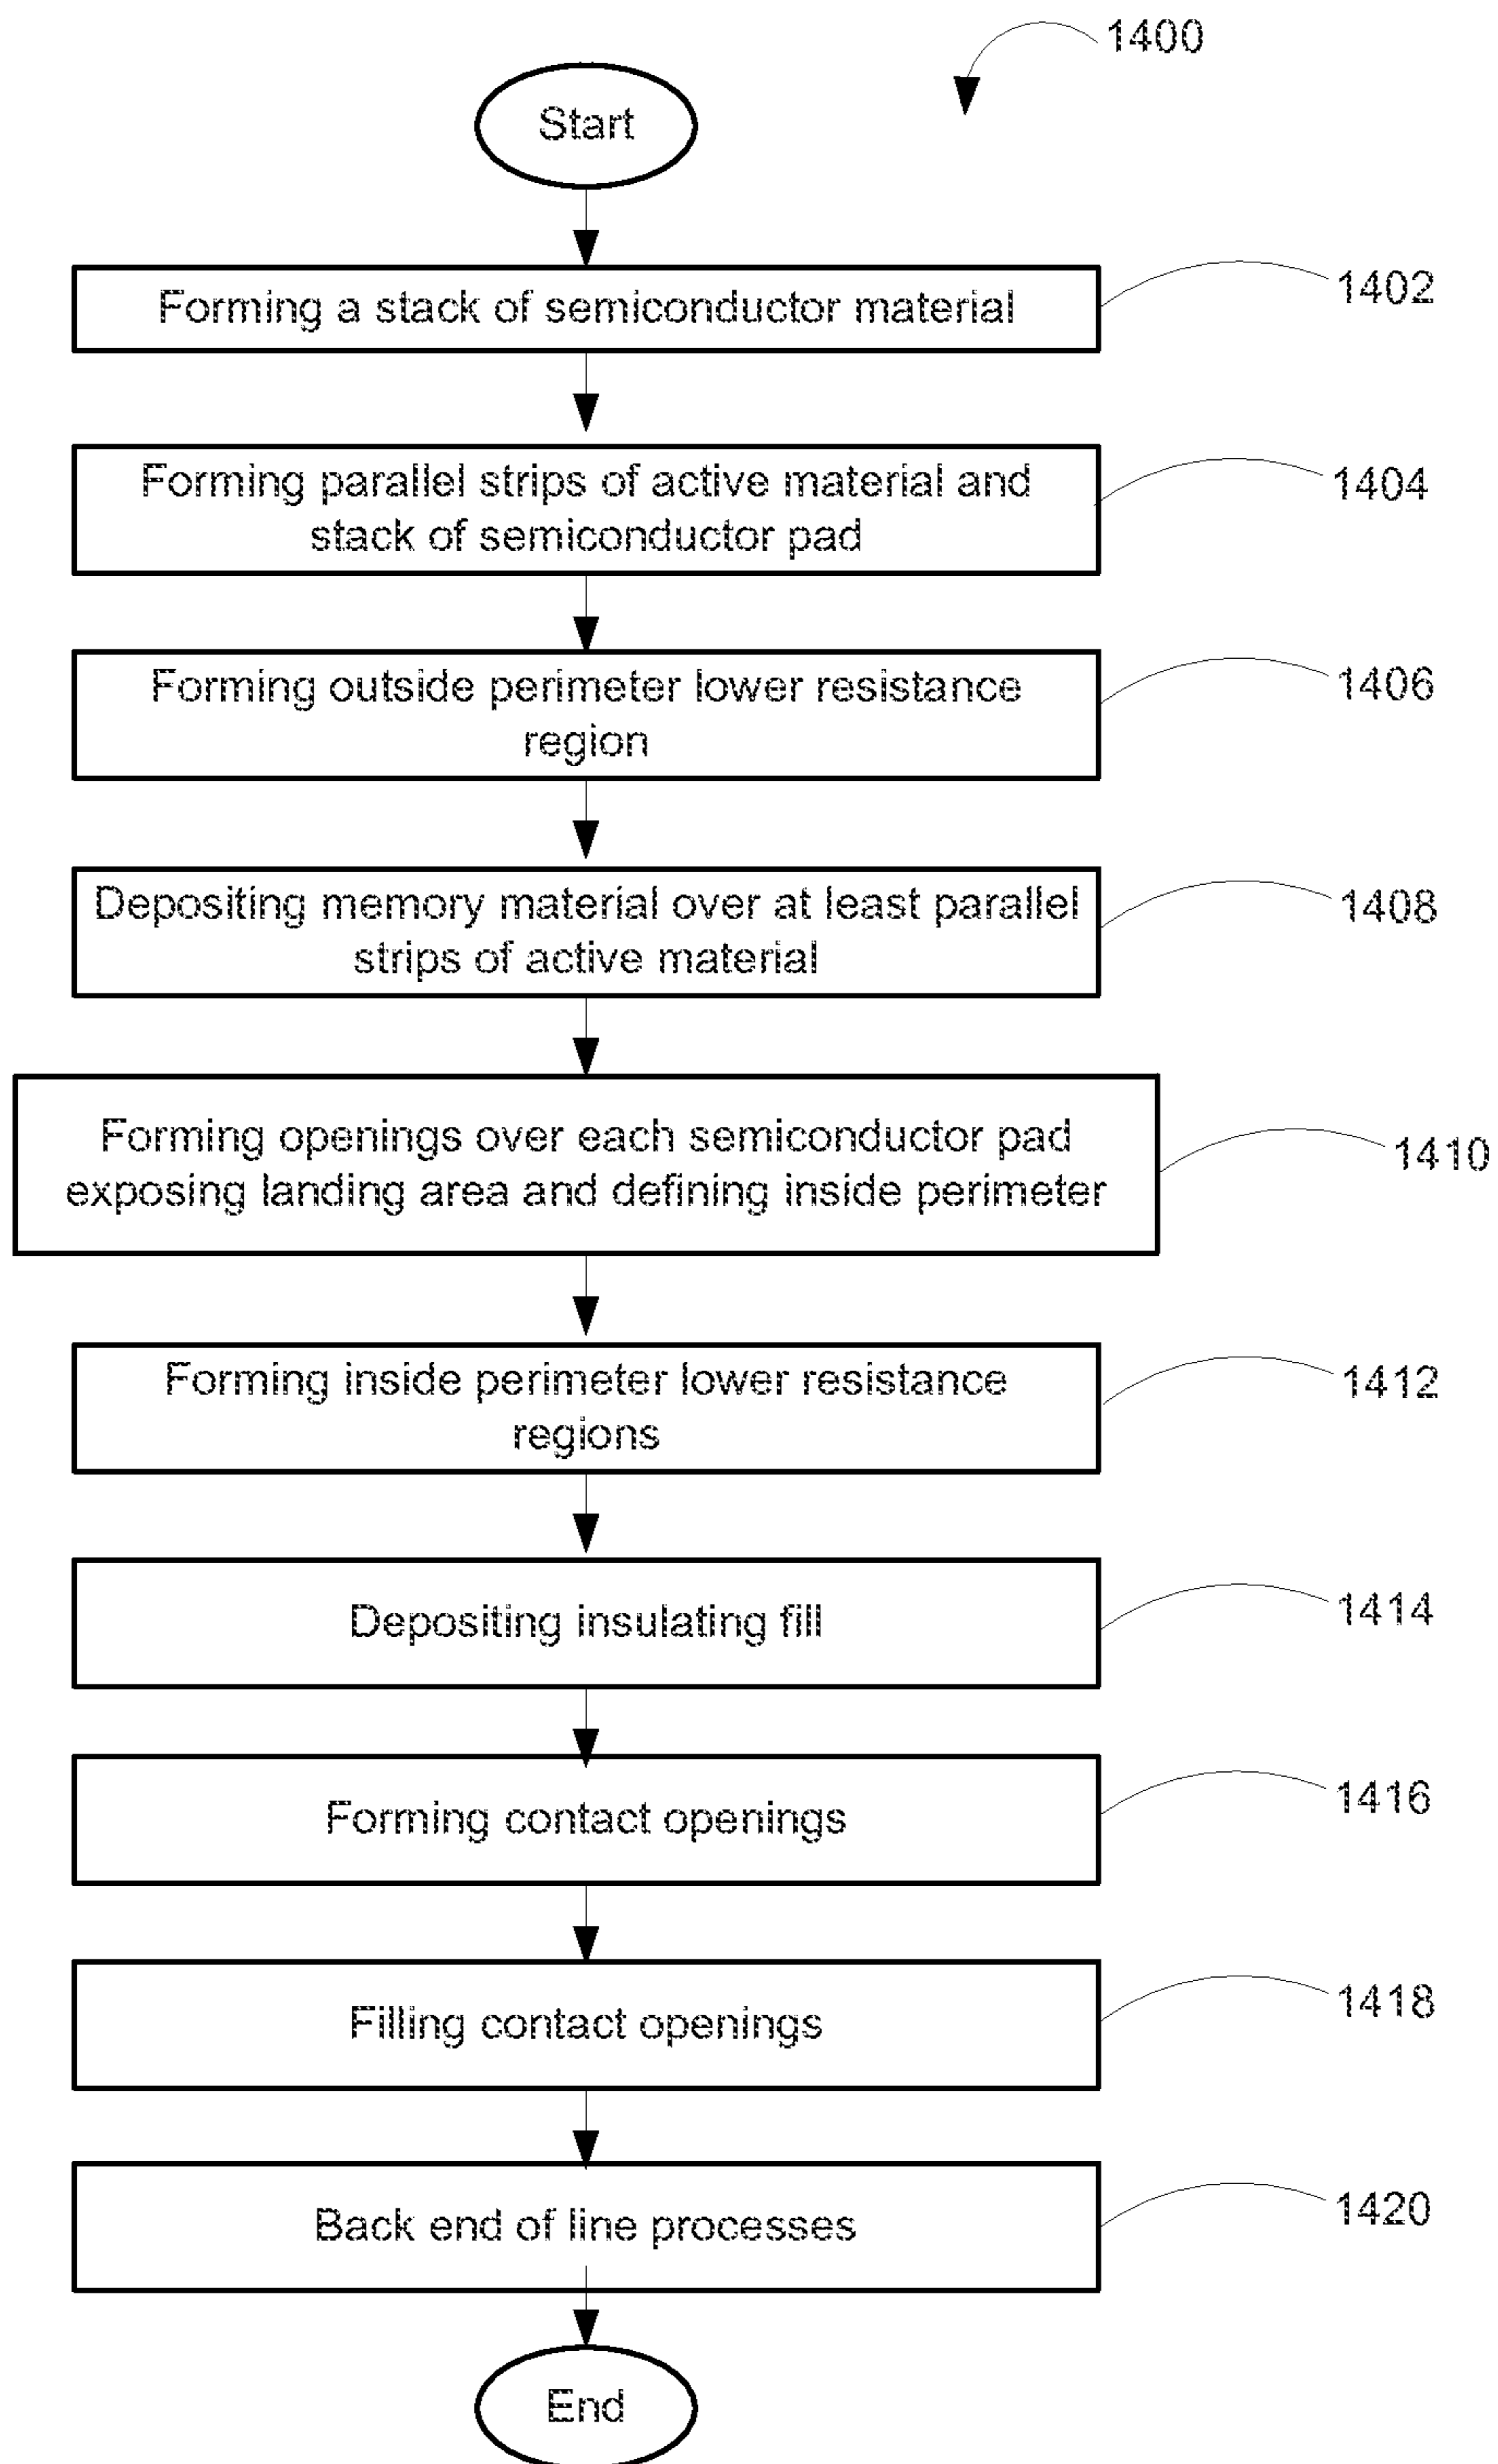 1400
Start
Forming a stack of semiconductor material
1402
Forming parallel strips of active material and
stack of semiconductor pad
1404
Forming outside perimeter lower resistance
region
1406
Depositing memory material over at least parallel
strips of active material
1408
Forming openings over each semiconductor pad
exposing landing area and defining inside perimeter
1410
Forming inside perimeter lower resistance
regions
1412
Depositing insulating fill
1414
Forming contact openings
1416
Filling contact openings
1418
Back end of line processes
1420
End